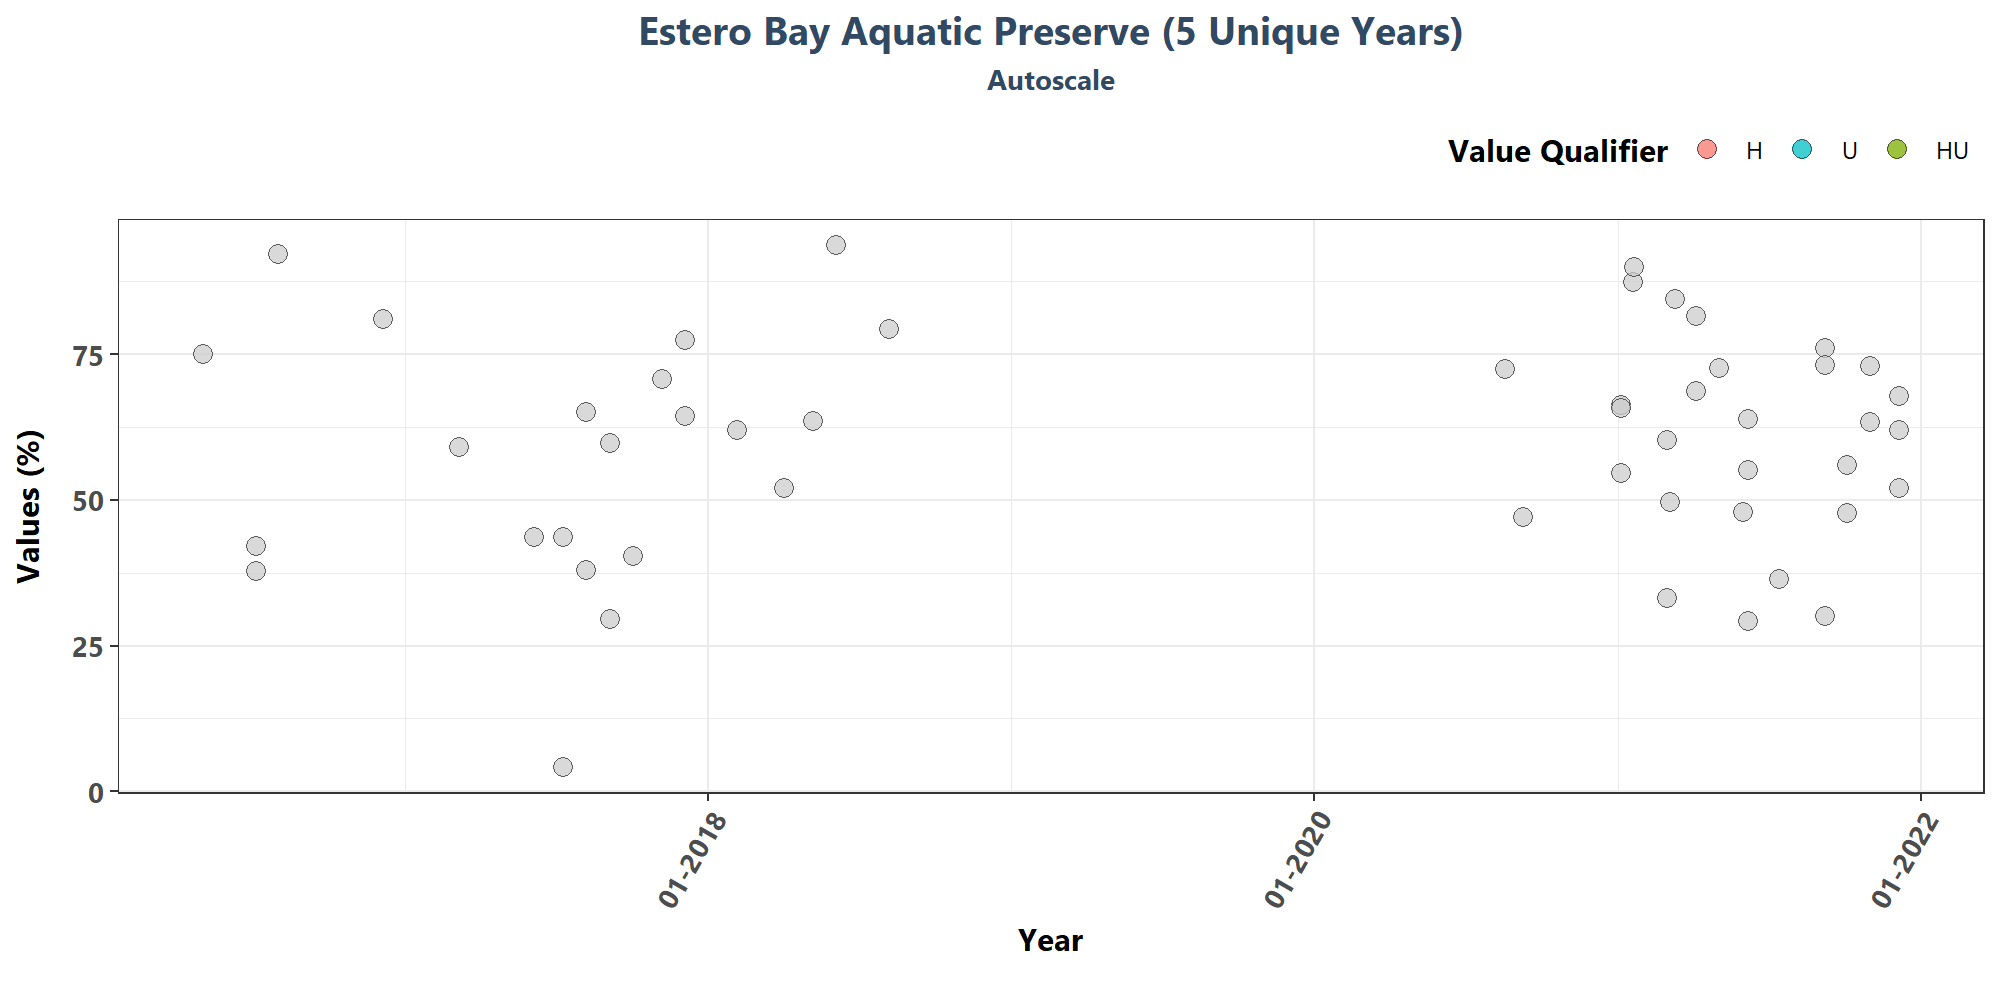 Estero Bay Aquatic Preserve (5 Unique Years)
Autoscale
Value Qualifier H U HU
Values (%)
75
50
25
0
01-2018 01-2020 01-2022
Year